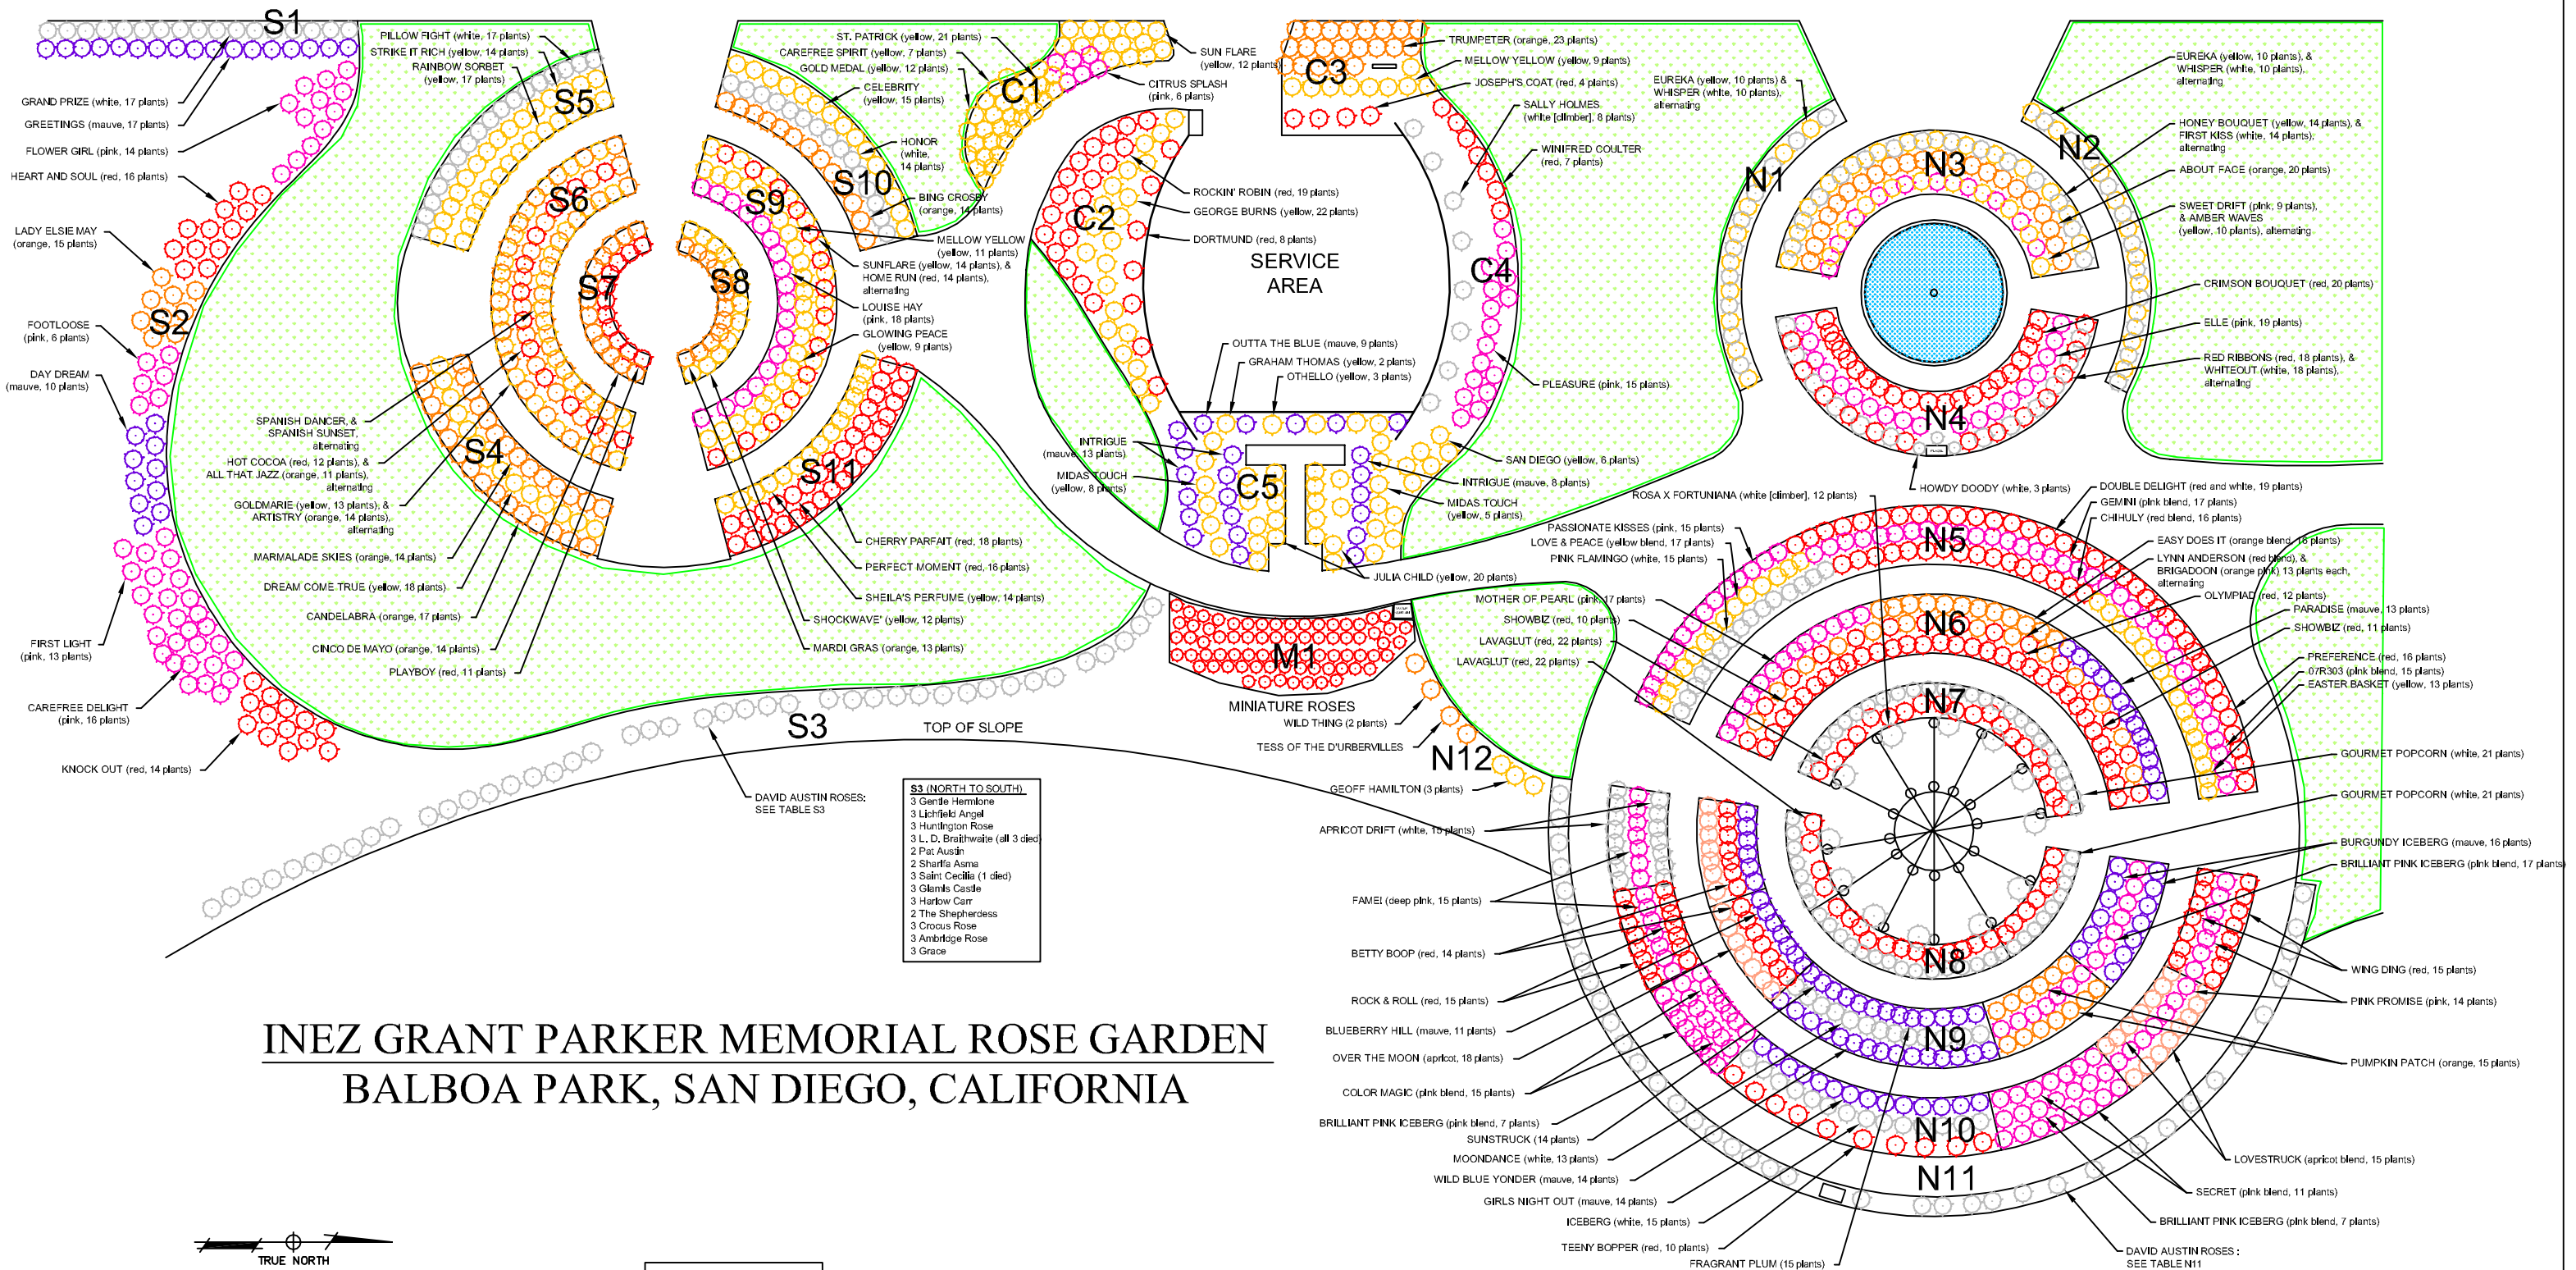 S1
GRAND PRIZE (white, 17 plants)
GREETINGS (mauve, 17 plants)
FLOWER GIRL (pink, 14 plants)
HEART AND SOUL (red, 16 plants)
LADY ELSIE MAY
(orange, 15 plants)
S2
FOOTLOOSE
(pink, 6 plants)
DAY DREAM
(mauve, 10 plants)
FIRST LIGHT
(pink, 13 plants)
CAREFREE DELIGHT
(pink, 16 plants)
KNOCK OUT (red, 14 plants)
PILLOW FIGHT (white, 17 plants)
STRIKE IT RICH (yellow, 14 plants)
RAINBOW SORBET
(yellow, 17 plants)
S5
S6
S7
S4
SPANISH DANCER, &
SPANISH SUNSET,
alternating
HOT COCOA (red, 12 plants), &
ALL THAT JAZZ (orange, 11 plants),
alternating
GOLDMARIE (yellow, 13 plants), &
ARTISTRY (orange, 14 plants),
alternating
MARMALADE SKIES (orange, 14 plants)
DREAM COME TRUE (yellow, 18 plants)
CANDELABRA (orange, 17 plants)
CINCO DE MAYO (orange, 14 plants)
PLAYBOY (red, 11 plants)
ST. PATRICK (yellow, 21 plants)
CAREFREE SPIRIT (yellow, 7 plants)
GOLD MEDAL (yellow, 12 plants)
CELEBRITY
(yellow, 15 plants)
HONOR
(white,
14 plants)
S10
BING CROSBY
(orange, 14 plants)
S9
S8
MELLOW YELLOW
(yellow, 11 plants)
SUNFLARE (yellow, 14 plants), &
HOME RUN (red, 14 plants),
alternating
LOUISE HAY
(pink, 18 plants)
GLOWING PEACE
(yellow, 9 plants)
S11
CHERRY PARFAIT (red, 18 plants)
PERFECT MOMENT (red, 16 plants)
SHEILA'S PERFUME (yellow, 14 plants)
SHOCKWAVE' (yellow, 12 plants)
MARDI GRAS (orange, 13 plants)
C1
SUN FLARE
(yellow, 12 plants)
CITRUS SPLASH
(pink, 6 plants)
C2
ROCKIN' ROBIN (red, 19 plants)
GEORGE BURNS (yellow, 22 plants)
DORTMUND (red, 8 plants)
SERVICE
AREA
C3
TRUMPETER (orange, 23 plants)
MELLOW YELLOW (yellow, 9 plants)
JOSEPH'S COAT (red, 4 plants)
SALLY HOLMES
(white [climber], 8 plants)
WINIFRED COULTER
(red, 7 plants)
C4
PLEASURE (pink, 15 plants)
OUTTA THE BLUE (mauve, 9 plants)
GRAHAM THOMAS (yellow, 2 plants)
OTHELLO (yellow, 3 plants)
INTRIGUE
(mauve, 13 plants)
MIDAS TOUCH
(yellow, 8 plants)
C5
SAN DIEGO (yellow, 6 plants)
INTRIGUE (mauve, 8 plants)
MIDAS TOUCH
(yellow, 5 plants)
JULIA CHILD (yellow, 20 plants)
M1
MINIATURE ROSES
WILD THING (2 plants)
TESS OF THE D'URBERVILLES
N12
GEOFF HAMILTON (3 plants)
S3
TOP OF SLOPE
DAVID AUSTIN ROSES:
SEE TABLE S3
S3 (NORTH TO SOUTH)
3 Gentle Hermione
3 Lichfield Angel
3 Huntington Rose
3 L. D. Braithwaite (all 3 died)
2 Pat Austin
2 Sharifa Asma
3 Saint Cecilia (1 died)
3 Glamis Castle
3 Harlow Carr
2 The Shepherdess
3 Crocus Rose
3 Ambridge Rose
3 Grace
EUREKA (yellow, 10 plants) &
WHISPER (white, 10 plants),
alternating
N1
N2
N3
EUREKA (yellow, 10 plants), &
WHISPER (white, 10 plants),
alternating
HONEY BOUQUET (yellow, 14 plants), &
FIRST KISS (white, 14 plants),
alternating
ABOUT FACE (orange, 20 plants)
SWEET DRIFT (pink, 9 plants),
& AMBER WAVES
(yellow, 10 plants), alternating
CRIMSON BOUQUET (red, 20 plants)
ELLE (pink, 19 plants)
RED RIBBONS (red, 18 plants), &
WHITEOUT (white, 18 plants),
alternating
N4
HOWDY DOODY (white, 3 plants)
ROSA X FORTUNIANA (white [climber], 12 plants)
PASSIONATE KISSES (pink, 15 plants)
LOVE & PEACE (yellow blend, 17 plants)
PINK FLAMINGO (white, 15 plants)
MOTHER OF PEARL (pink, 17 plants)
SHOWBIZ (red, 10 plants)
LAVAGLUT (red, 22 plants)
LAVAGLUT (red, 22 plants)
N5
N6
N7
DOUBLE DELIGHT (red and white, 19 plants)
GEMINI (pink blend, 17 plants)
CHIHULY (red blend, 16 plants)
EASY DOES IT (orange blend, 18 plants)
LYNN ANDERSON (red blend), &
BRIGADOON (orange pink) 13 plants each,
alternating
OLYMPIAD (red, 12 plants)
PARADISE (mauve, 13 plants)
SHOWBIZ (red, 11 plants)
PREFERENCE (red, 16 plants)
07R303 (pink blend, 15 plants)
EASTER BASKET (yellow, 13 plants)
GOURMET POPCORN (white, 21 plants)
GOURMET POPCORN (white, 21 plants)
BURGUNDY ICEBERG (mauve, 16 plants)
BRILLIANT PINK ICEBERG (pink blend, 17 plants)
WING DING (red, 15 plants)
PINK PROMISE (pink, 14 plants)
PUMPKIN PATCH (orange, 15 plants)
LOVESTRUCK (apricot blend, 15 plants)
SECRET (pink blend, 11 plants)
BRILLIANT PINK ICEBERG (pink blend, 7 plants)
DAVID AUSTIN ROSES :
SEE TABLE N11
N8
N9
N10
N11
APRICOT DRIFT (white, 15 plants)
FAME! (deep pink, 15 plants)
BETTY BOOP (red, 14 plants)
ROCK & ROLL (red, 15 plants)
BLUEBERRY HILL (mauve, 11 plants)
OVER THE MOON (apricot, 18 plants)
COLOR MAGIC (pink blend, 15 plants)
BRILLIANT PINK ICEBERG (pink blend, 7 plants)
SUNSTRUCK (14 plants)
MOONDANCE (white, 13 plants)
WILD BLUE YONDER (mauve, 14 plants)
GIRLS NIGHT OUT (mauve, 14 plants)
ICEBERG (white, 15 plants)
TEENY BOPPER (red, 10 plants)
FRAGRANT PLUM (15 plants)
INEZ GRANT PARKER MEMORIAL ROSE GARDEN
BALBOA PARK, SAN DIEGO, CALIFORNIA
TRUE NORTH